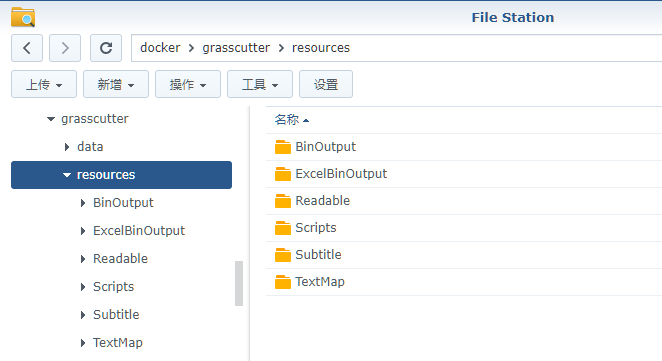 File Station
docker > grasscutter > resources
上传 新增 操作 工具 设置
grasscutter
data
resources
BinOutput
ExcelBinOutput
Readable
Scripts
Subtitle
TextMap
名称
BinOutput
ExcelBinOutput
Readable
Scripts
Subtitle
TextMap